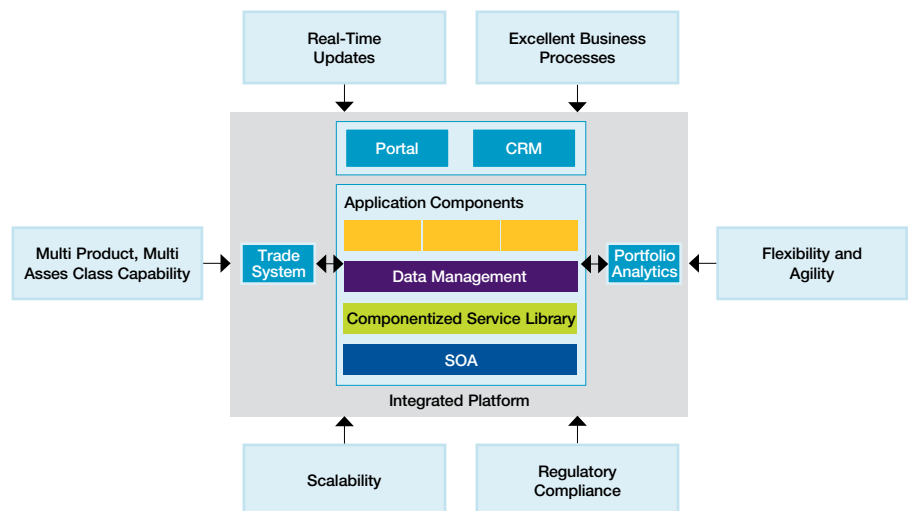 Real-Time
Updates
Excellent Business
Processes
Portal
CRM
Application Components
Multi Product, Multi
Asses Class Capability
Trade
System
Data Management
Portfolio
Analytics
Flexibility and
Agility
Componentized Service Library
SOA
Integrated Platform
Scalability
Regulatory
Compliance